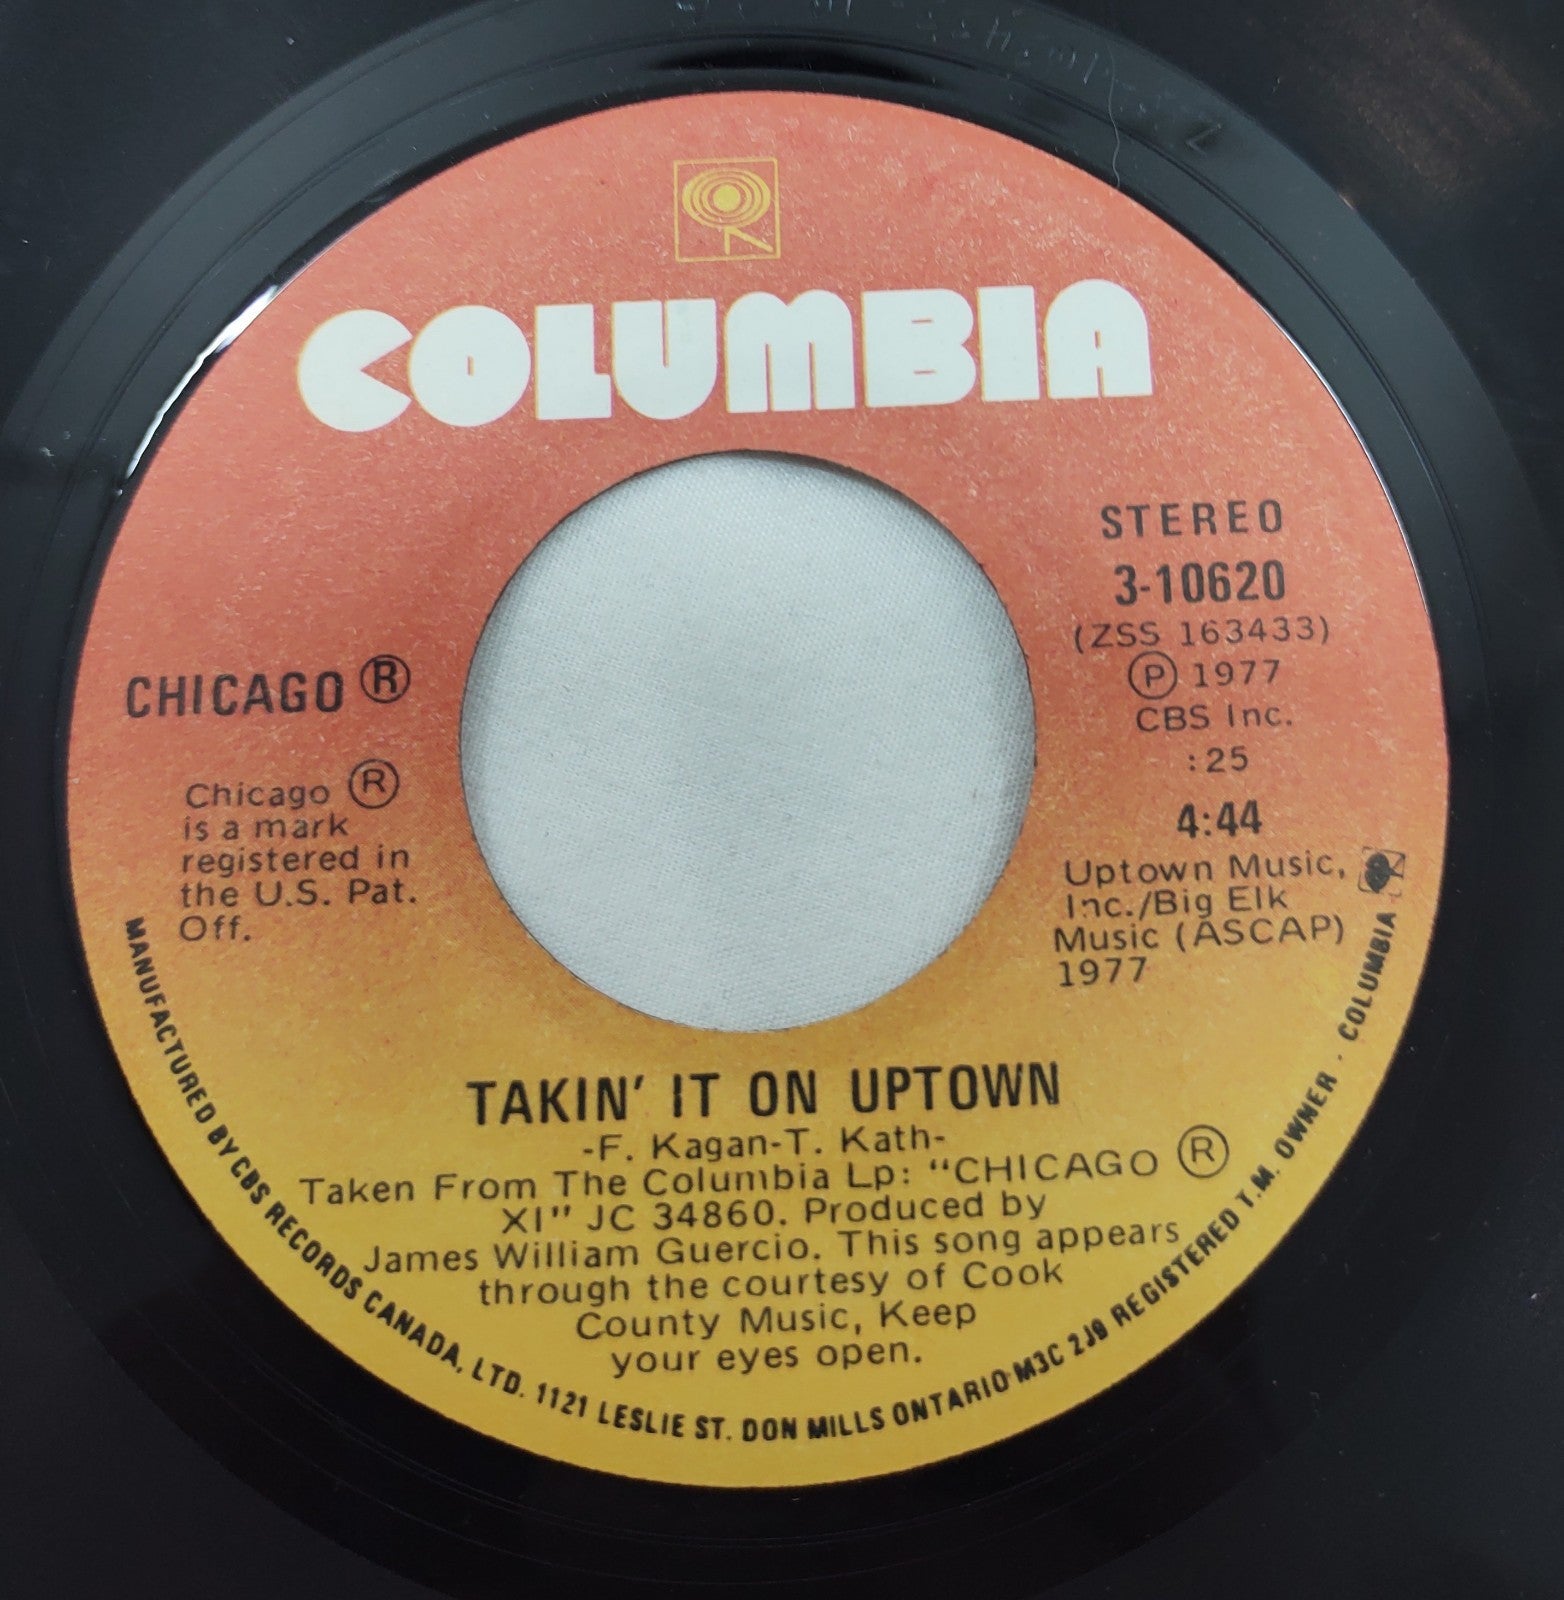 COLUMBIA
STEREO
3-10620
(ZSS 163433)
Ⓟ 1977
CBS Inc.
:25
4:44
Uptown Music,
Inc./Big Elk
Music (ASCAP)
1977
CHICAGO ®
Chicago ®
is a mark
registered in
the U.S. Pat.
Off.
TAKIN' IT ON UPTOWN
-F. Kagan-T. Kath-
Taken From The Columbia Lp: "CHICAGO ®
XI" JC 34860. Produced by
James William Guercio. This song appears
through the courtesy of Cook
County Music, Keep
your eyes open.
MANUFACTURED BY CBS RECORDS CANADA, LTD. 1121 LESLIE ST. DON MILLS ONTARIO M3C 2J9 REGISTERED T.M. OWNER · COLUMBIA